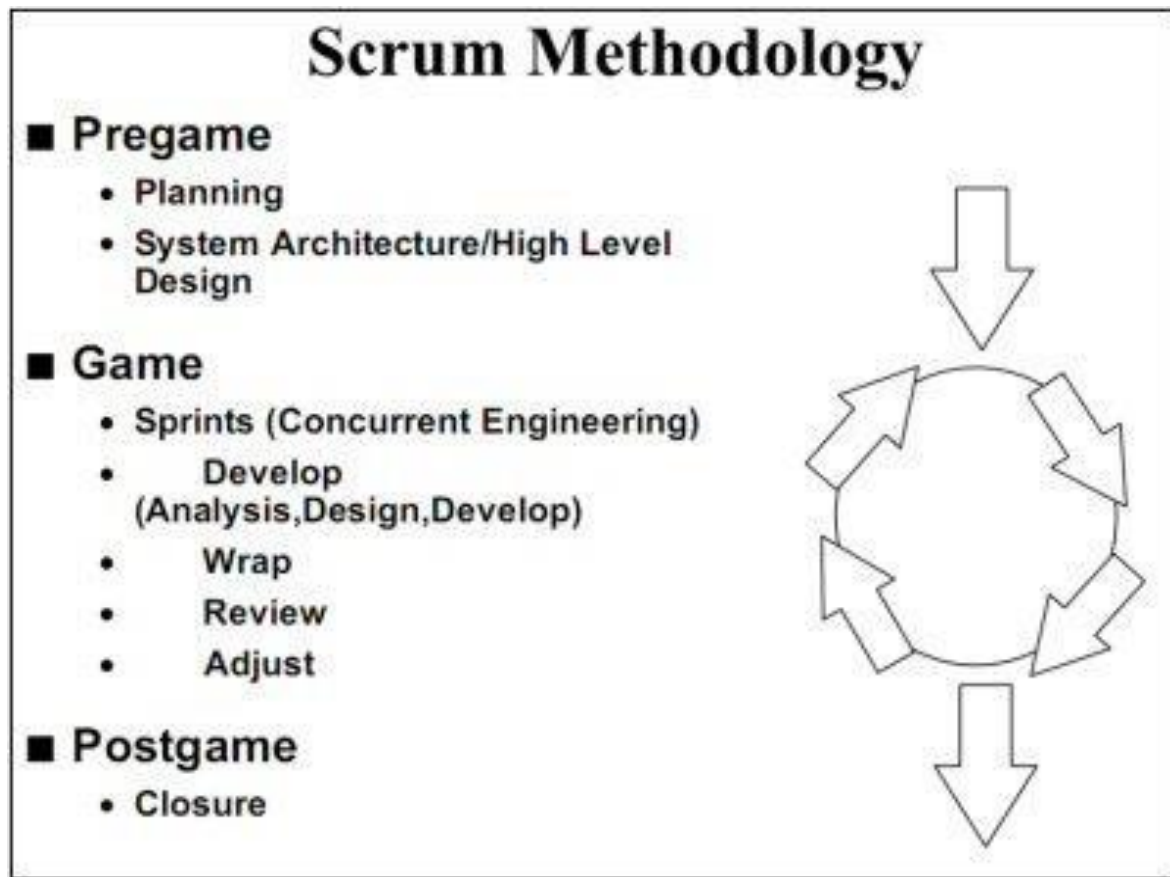 Scrum Methodology
■ Pregame
• Planning
• System Architecture/High Level
Design
■ Game
• Sprints (Concurrent Engineering)
• Develop
(Analysis,Design,Develop)
• Wrap
• Review
• Adjust
■ Postgame
• Closure